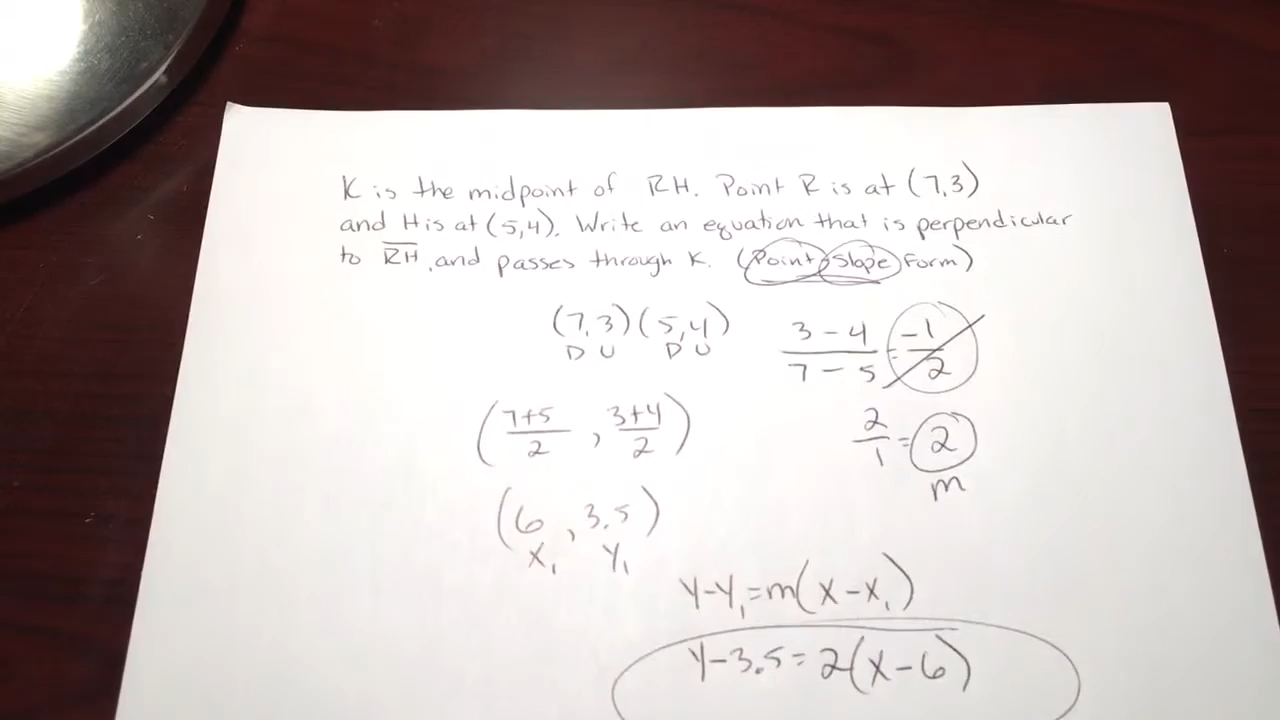 K is the midpoint of RH. Point R is at (7,3)
and H is at (5,4). Write an equation that is perpendicular
to RH, and passes through K. (Point Slope Form)
(7,3)(5,4)
D U D U
3-4/7-5 = -1/2
(7+5/2, 3+4/2)
2/1 = 2
m
(6, 3.5)
X₁ Y₁
Y-Y₁=m(X-X₁)
Y-3.5=2(X-6)